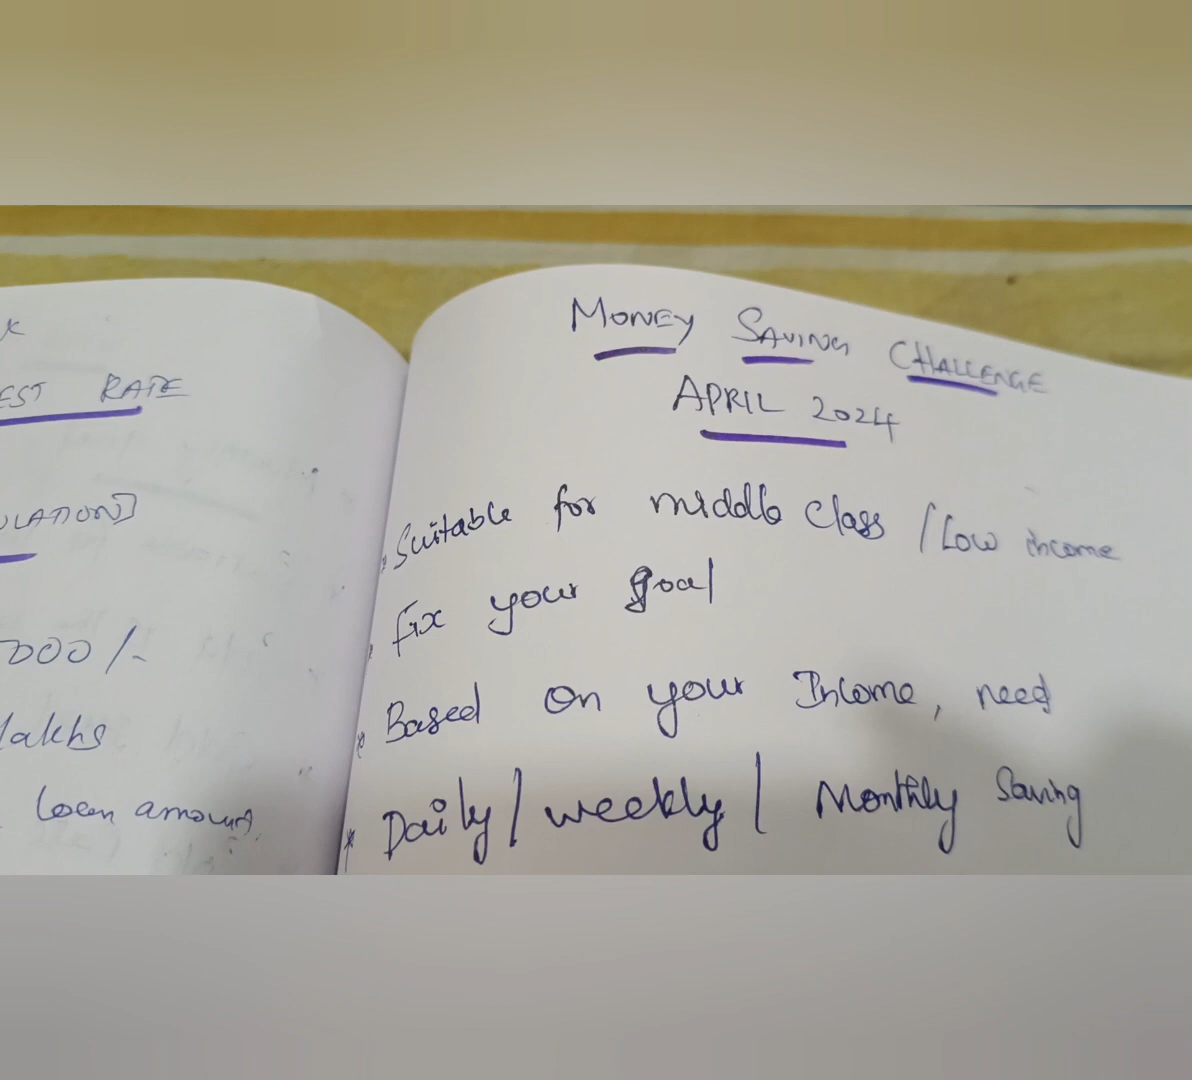 EST RATE
000/-
lakhs
loan amount
MONEY SAVING CHALLENGE
APRIL 2024
Suitable for middle class / Low income
Fix your goal
Based on your Income, need
Daily / weekly / Monthly Saving